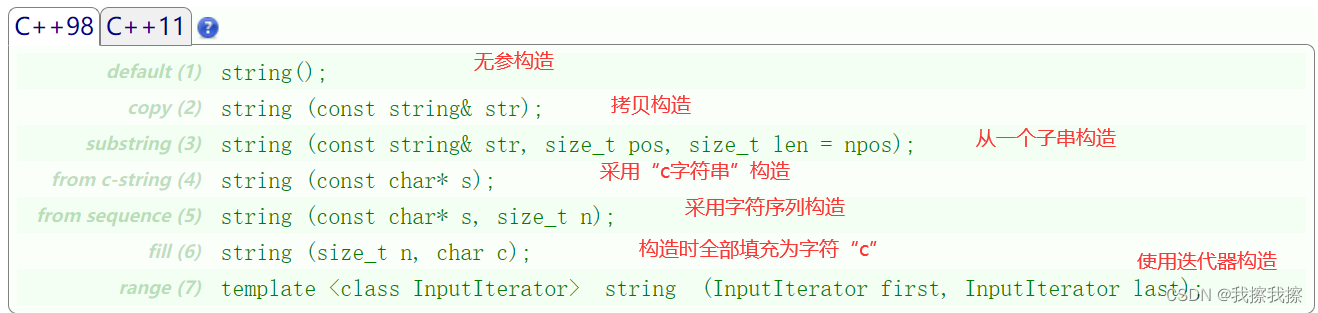 C++98 C++11 ?
default (1) string(); 无参构造
copy (2) string (const string& str); 拷贝构造
substring (3) string (const string& str, size_t pos, size_t len = npos); 从一个子串构造
from c-string (4) string (const char* s); 采用“c字符串”构造
from sequence (5) string (const char* s, size_t n); 采用字符序列构造
fill (6) string (size_t n, char c); 构造时全部填充为字符“c”
使用迭代器构造
range (7) template <class InputIterator> string (InputIterator first, InputIterator last);
CSDN @我擦我擦